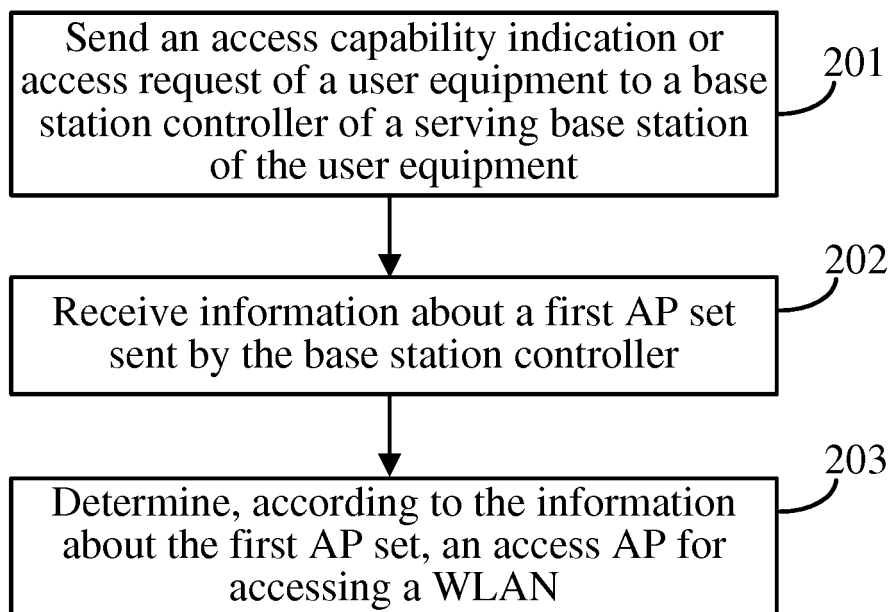 Send an access capability indication or
access request of a user equipment to a base
station controller of a serving base station
of the user equipment
201
Receive information about a first AP set
sent by the base station controller
202
Determine, according to the information
about the first AP set, an access AP for
accessing a WLAN
203